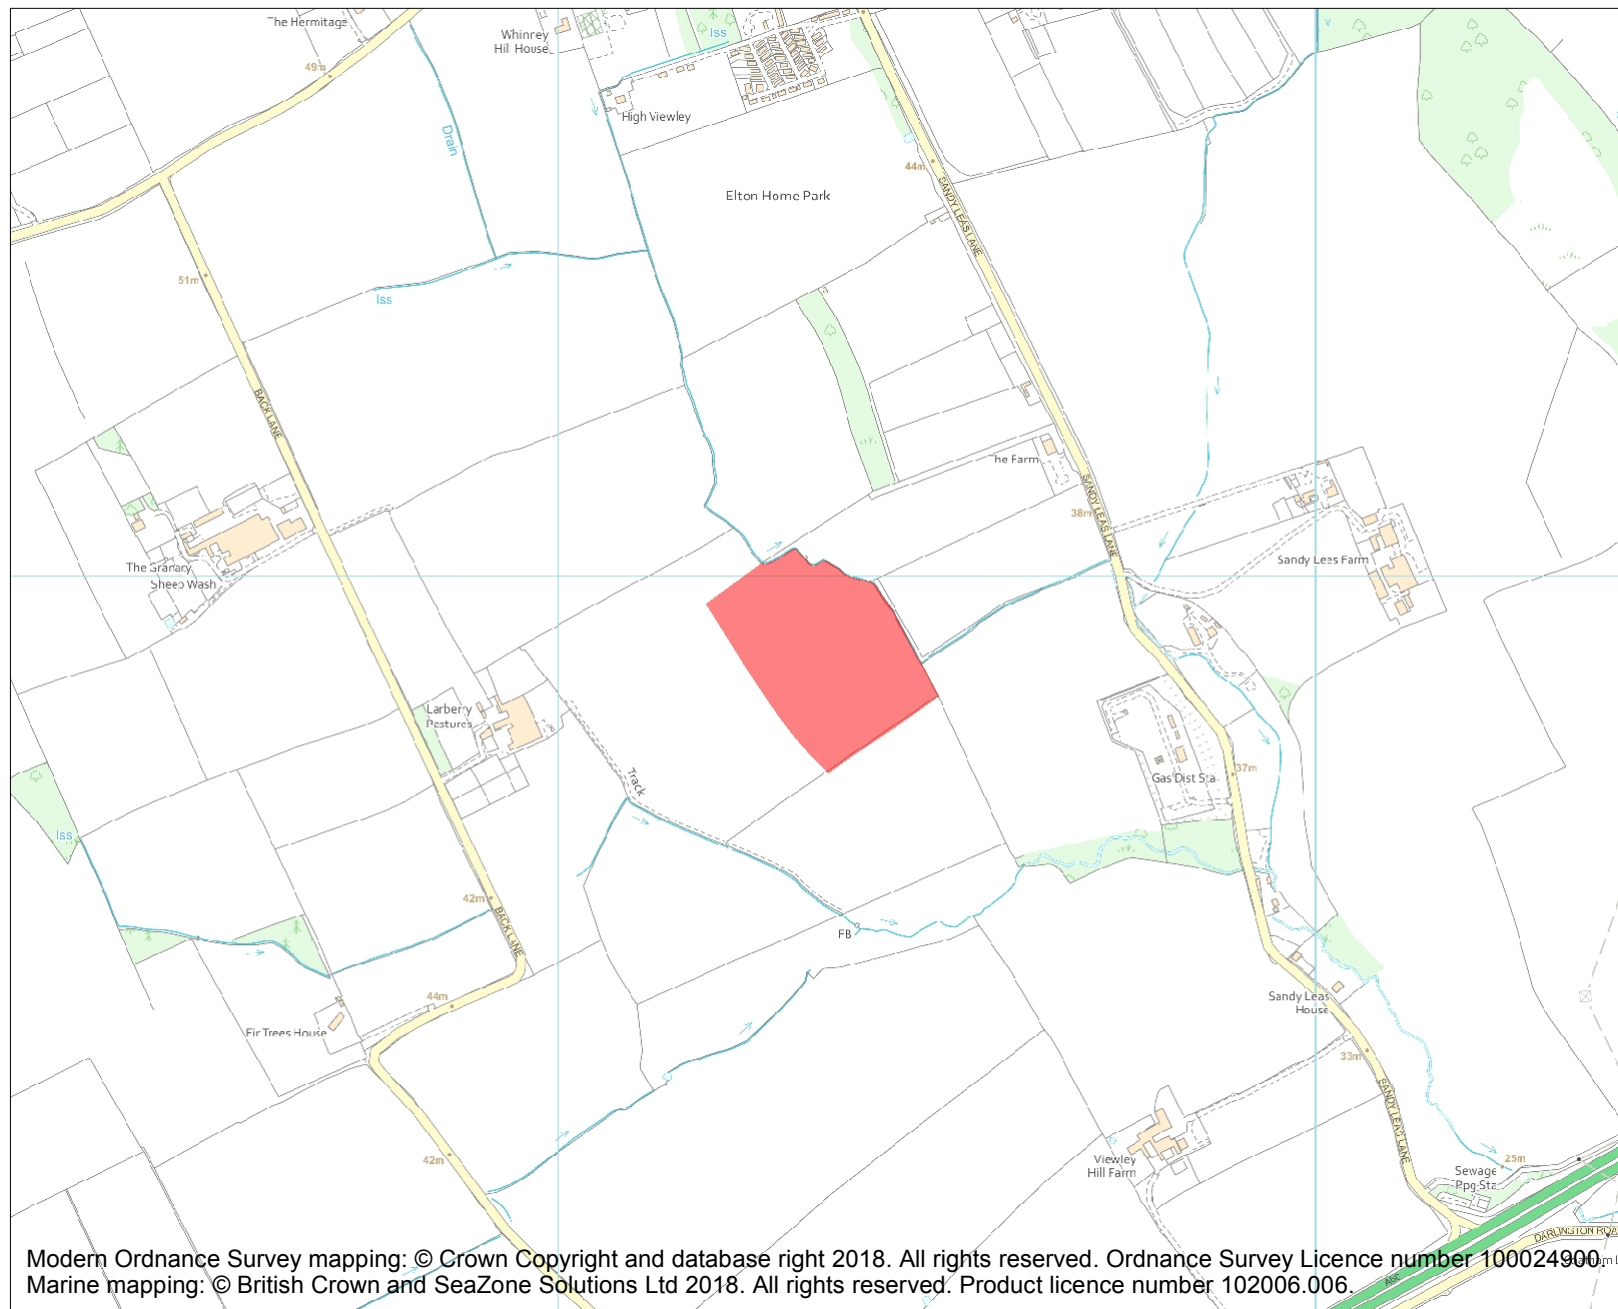 The Hermitage
Whinrey
Hill House
Iss
49m
High Viewley
Drain
44m
Elton Home Park
SANDY LEAS LANE
51m
Iss
BACK LANE
The Farm
SANDY LEAS LANE
38m
The Granary
Sheep Wash
Sandy Lees Farm
Larberry
Pastures
Track
Gas Dist Sta
37m
Iss
42m
BACK LANE
FB
44m
Fir Trees House
Sandy Leas
House
33m
SANDY LEAS LANE
42m
Viewley
Hill Farm
25m
Sewage
Ppg Sta
DARLINGTON ROAD
Modern Ordnance Survey mapping: © Crown Copyright and database right 2018. All rights reserved. Ordnance Survey Licence number 100024900.
Marine mapping: © British Crown and SeaZone Solutions Ltd 2018. All rights reserved. Product licence number 102006.006.